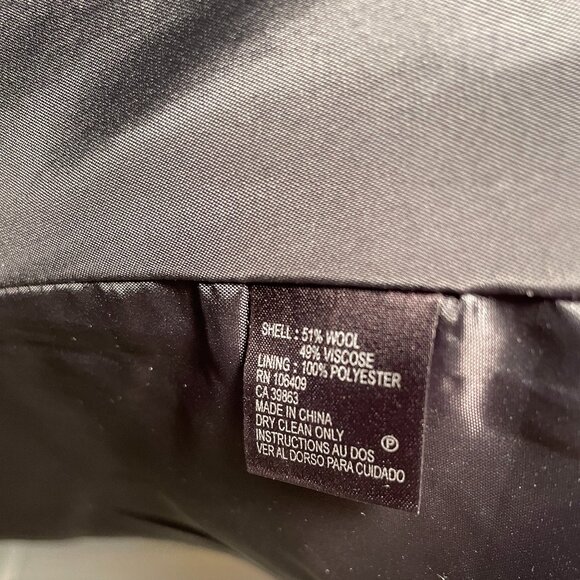 SHELL : 51% WOOL
49% VISCOSE
LINING : 100% POLYESTER
RN 106409
CA 39863
MADE IN CHINA
DRY CLEAN ONLY Ⓟ
INSTRUCTIONS AU DOS
VER AL DORSO PARA CUIDADO